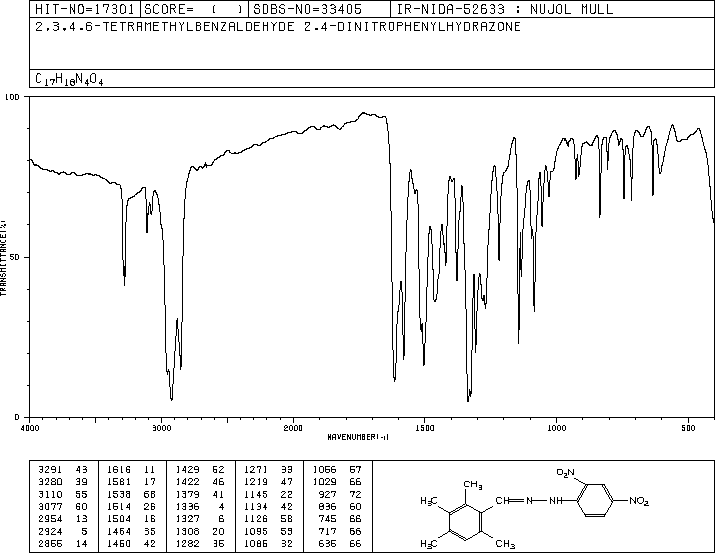 HIT-NO=17301 SCORE= ( ) SDBS-NO=33405 IR-NIDA-52633 : NUJOL MULL
2.3.4.6-TETRAMETHYLBENZALDEHYDE 2.4-DINITROPHENYLHYDRAZONE
C17H18N4O4
100
50
0
TRANSMITTANCE(%)
4000 3000 2000 1500 1000 500
WAVENUMBER(-1)
3291 43 1616 11 1429 52 1271 33 1056 57
3280 39 1581 17 1422 46 1219 47 1029 66
3110 55 1538 68 1379 41 1145 22 927 72
3077 60 1514 26 1336 4 1134 42 836 60
2954 13 1504 16 1327 6 1126 58 745 66
2924 5 1464 35 1308 20 1095 53 717 66
2855 14 1460 42 1282 35 1086 32 635 66
NO2
CH3
H3C CH=N-NH NO2
H3C CH3